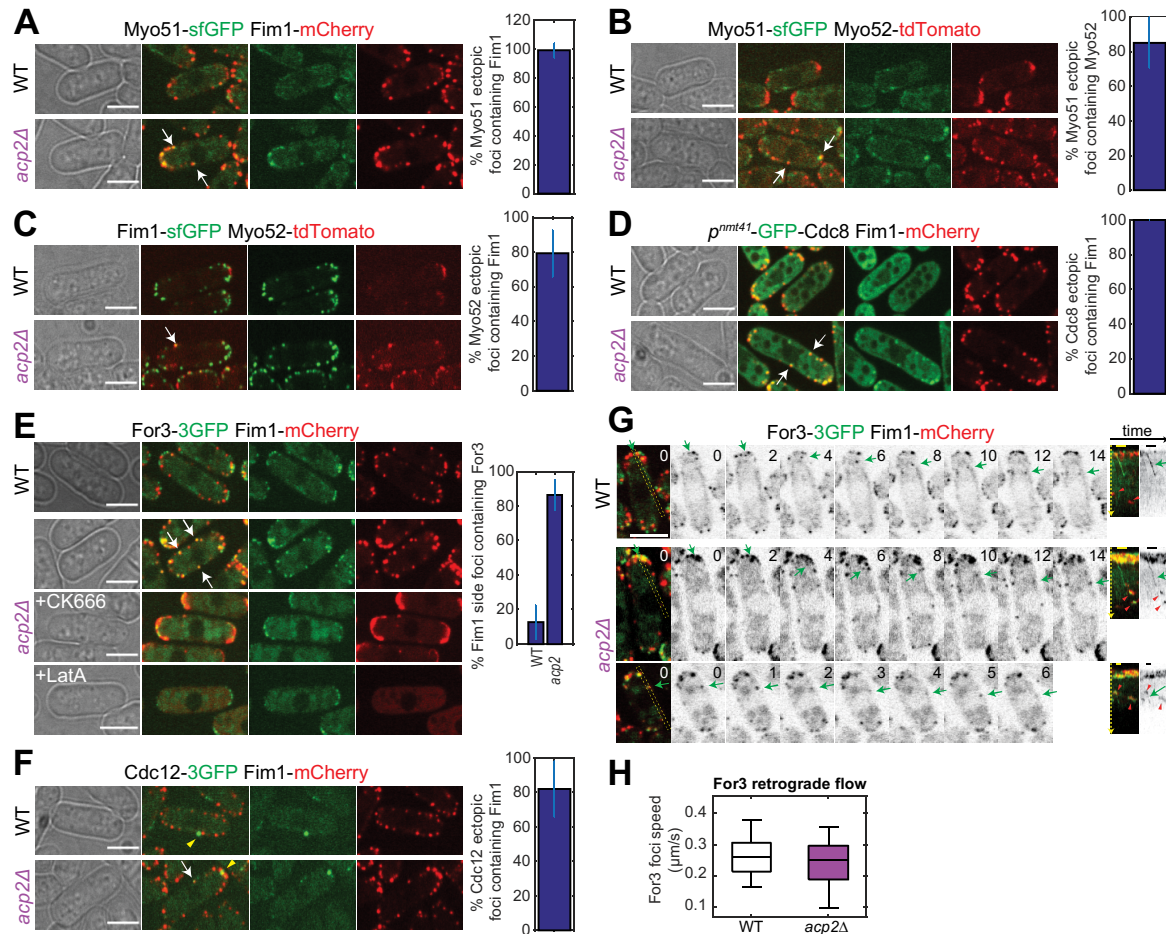 A
Myo51-sfGFP Fim1-mCherry
WT
acp2Δ
% Myo51 ectopic
foci containing Fim1
120
100
80
60
40
20
0
B
Myo51-sfGFP Myo52-tdTomato
WT
acp2Δ
% Myo51 ectopic
foci containing Myo52
100
80
60
40
20
0
C
Fim1-sfGFP Myo52-tdTomato
WT
acp2Δ
% Myo52 ectopic
foci containing Fim1
100
80
60
40
20
0
D
pnmt41-GFP-Cdc8 Fim1-mCherry
WT
acp2Δ
% Cdc8 ectopic
foci containing Fim1
100
80
60
40
20
0
E
For3-3GFP Fim1-mCherry
WT
acp2Δ
+CK666
+LatA
% Fim1 side foci containing For3
100
80
60
40
20
0
WT
acp2
F
Cdc12-3GFP Fim1-mCherry
WT
acp2Δ
% Cdc12 ectopic
foci containing Fim1
100
80
60
40
20
0
G
For3-3GFP Fim1-mCherry
time
WT
0 0 2 4 6 8 10 12 14
acp2Δ
0 0 2 4 6 8 10 12 14
0 0 1 2 3 4 5 6
H
For3 retrograde flow
For3 foci speed
(μm/s)
0.4
0.3
0.2
0.1
WT
acp2Δ